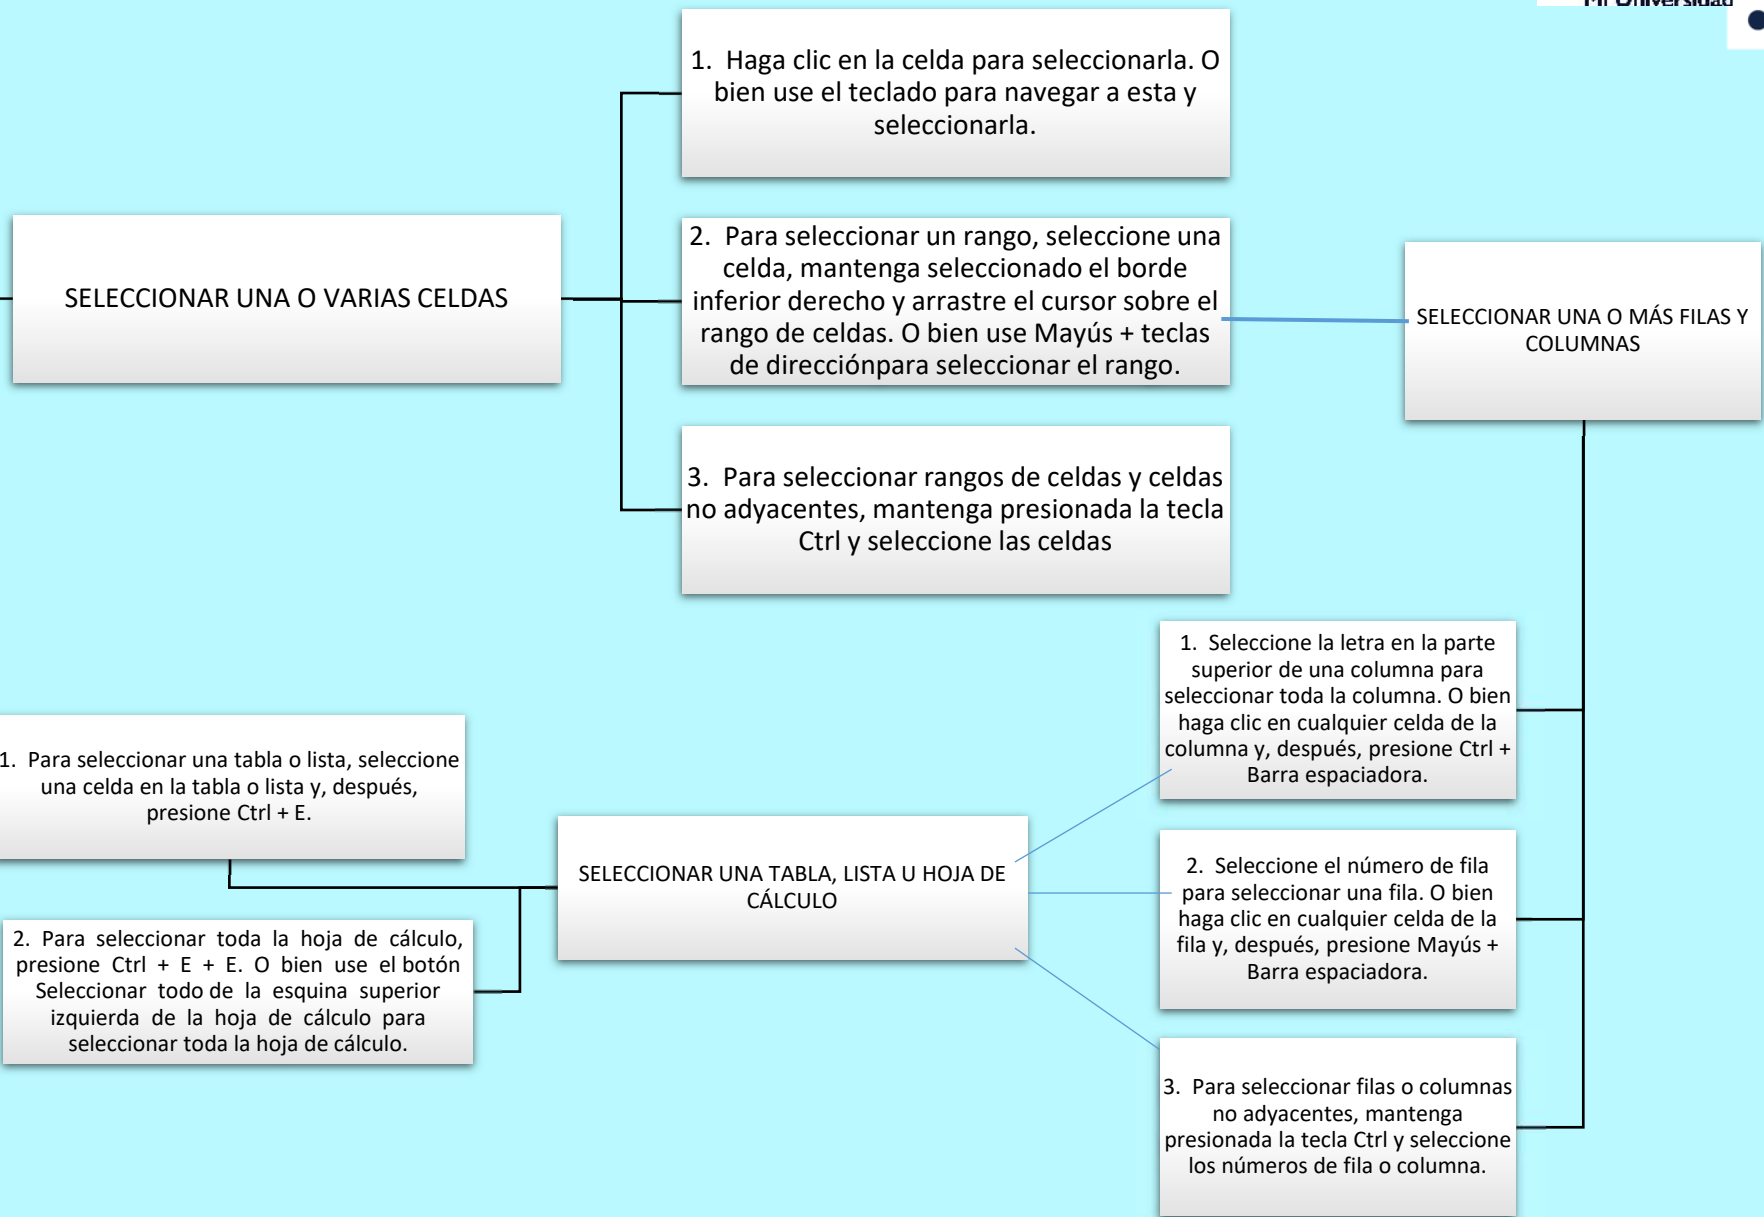 Mi Universidad
1. Haga clic en la celda para seleccionarla. O
bien use el teclado para navegar a esta y
seleccionarla.
SELECCIONAR UNA O VARIAS CELDAS
2. Para seleccionar un rango, seleccione una
celda, mantenga seleccionado el borde
inferior derecho y arrastre el cursor sobre el
rango de celdas. O bien use Mayús + teclas
de direcciónpara seleccionar el rango.
SELECCIONAR UNA O MÁS FILAS Y
COLUMNAS
3. Para seleccionar rangos de celdas y celdas
no adyacentes, mantenga presionada la tecla
Ctrl y seleccione las celdas
1. Seleccione la letra en la parte
superior de una columna para
seleccionar toda la columna. O bien
haga clic en cualquier celda de la
columna y, después, presione Ctrl +
Barra espaciadora.
2. Seleccione el número de fila
para seleccionar una fila. O bien
haga clic en cualquier celda de la
fila y, después, presione Mayús +
Barra espaciadora.
3. Para seleccionar filas o columnas
no adyacentes, mantenga
presionada la tecla Ctrl y seleccione
los números de fila o columna.
SELECCIONAR UNA TABLA, LISTA U HOJA DE
CÁLCULO
1. Para seleccionar una tabla o lista, seleccione
una celda en la tabla o lista y, después,
presione Ctrl + E.
2. Para seleccionar toda la hoja de cálculo,
presione Ctrl + E + E. O bien use el botón
Seleccionar todo de la esquina superior
izquierda de la hoja de cálculo para
seleccionar toda la hoja de cálculo.